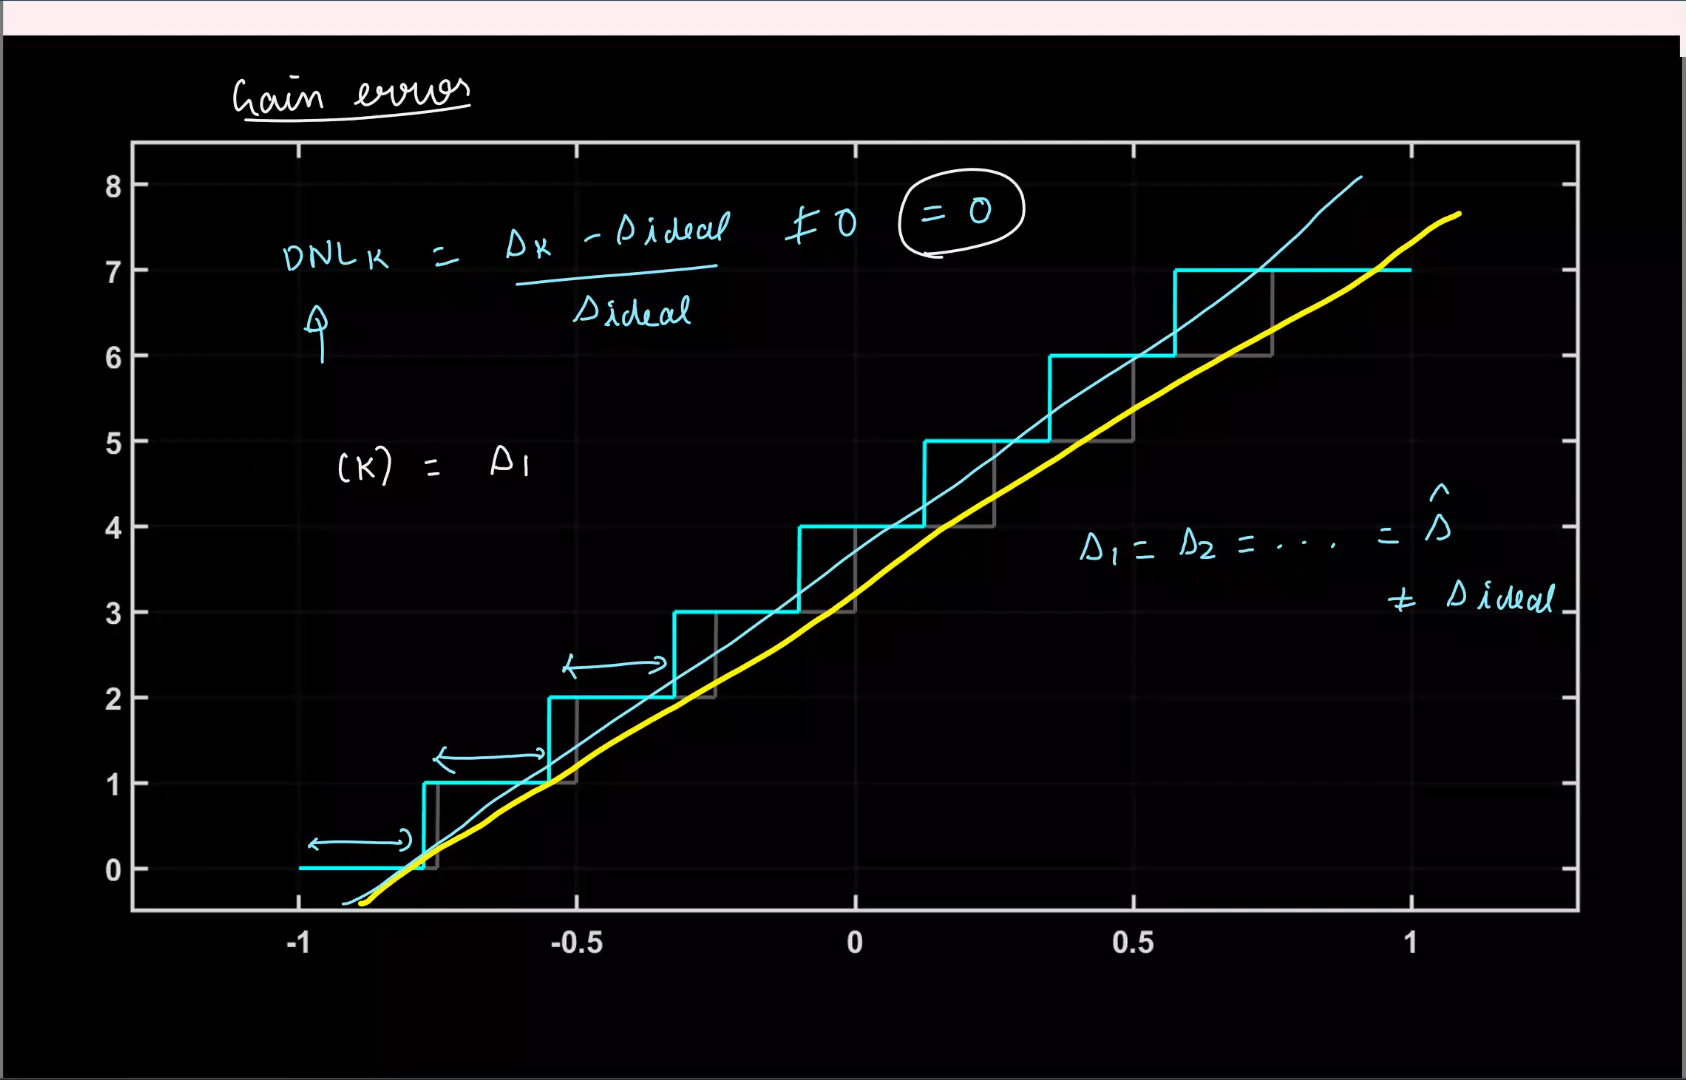 Gain error
8
DNLK = ΔK - Δideal ≠ 0 = 0
Δideal
7
6
5
(K) = Δ1
4
Δ1 = Δ2 = . . . . = Δ̂
≠ Δideal
3
2
1
0
-1 -0.5 0 0.5 1